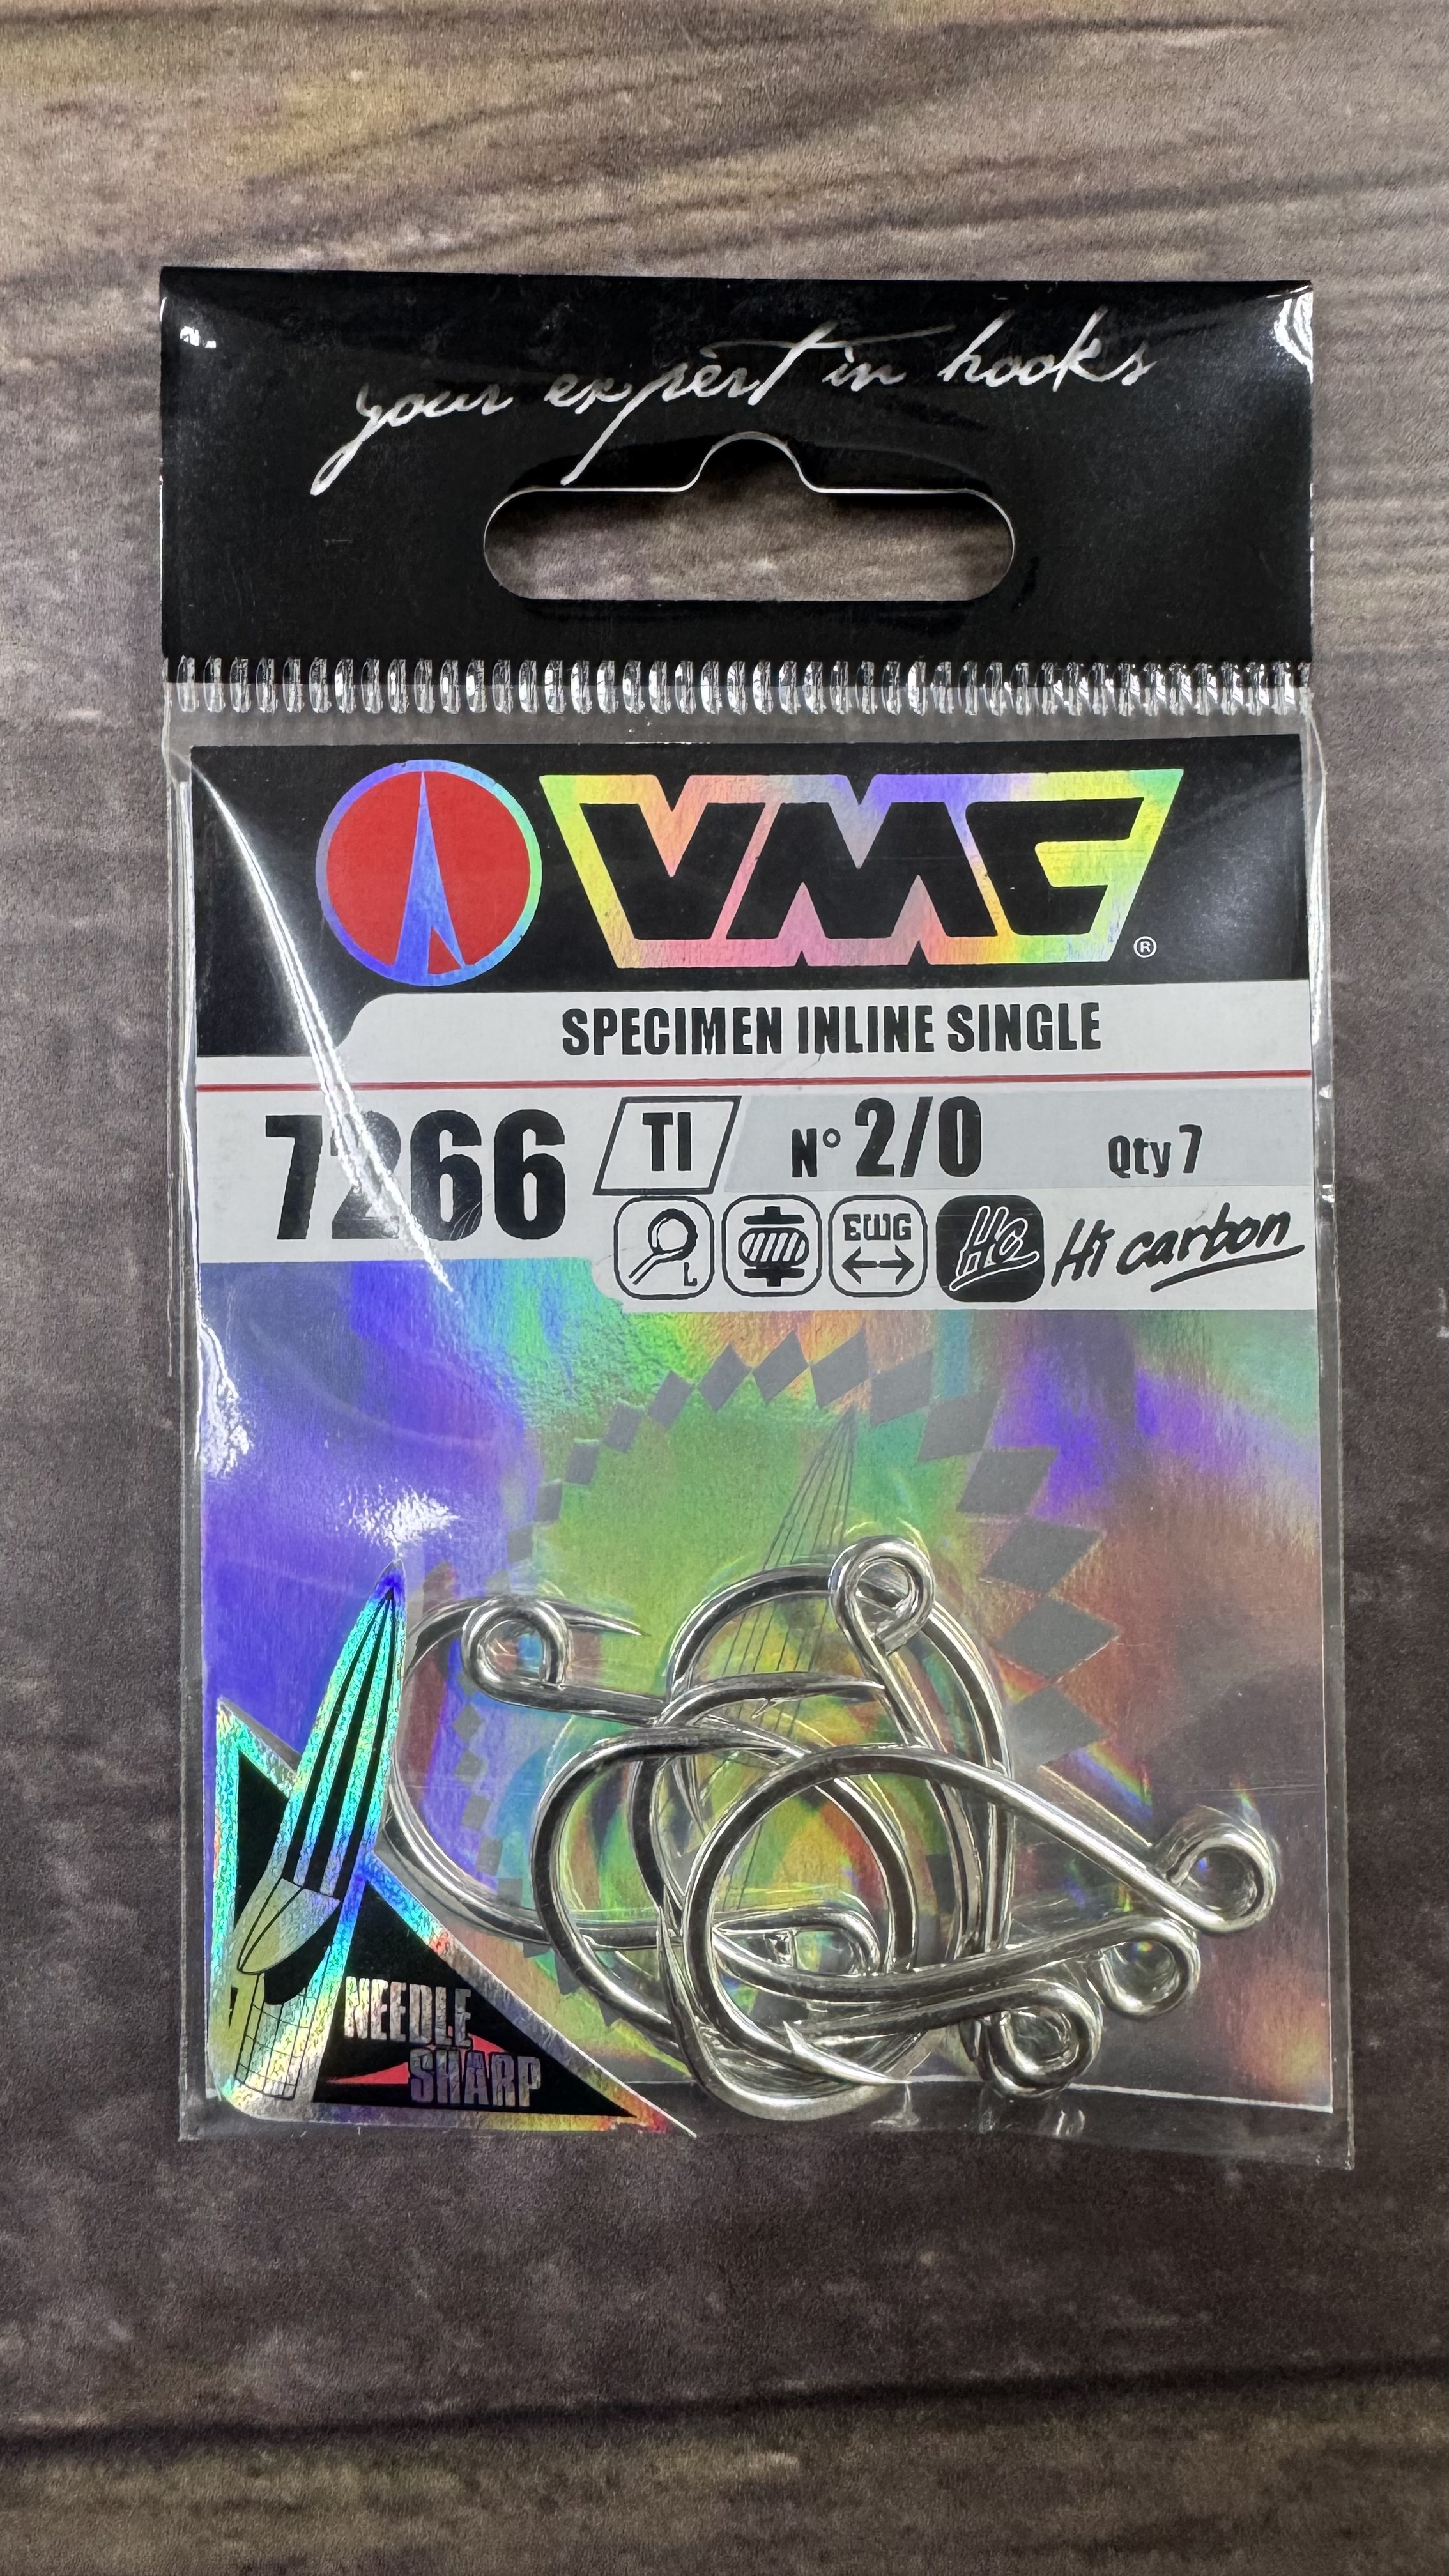 your expert in hooks
VMC ®
SPECIMEN INLINE SINGLE
7266 TI N° 2/0 Qty 7
L EWG HC Hi carbon
NEEDLE
SHARP